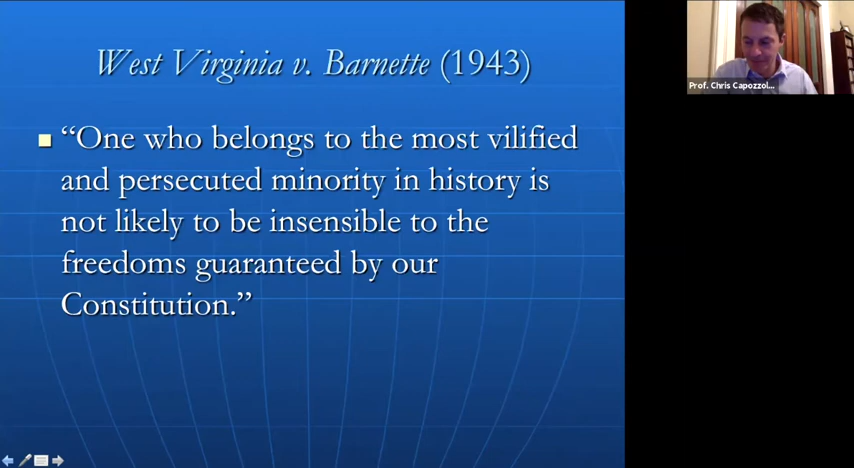 West Virginia v. Barnette (1943)
“One who belongs to the most vilified
and persecuted minority in history is
not likely to be insensible to the
freedoms guaranteed by our
Constitution.”
Prof. Chris Capozzol...